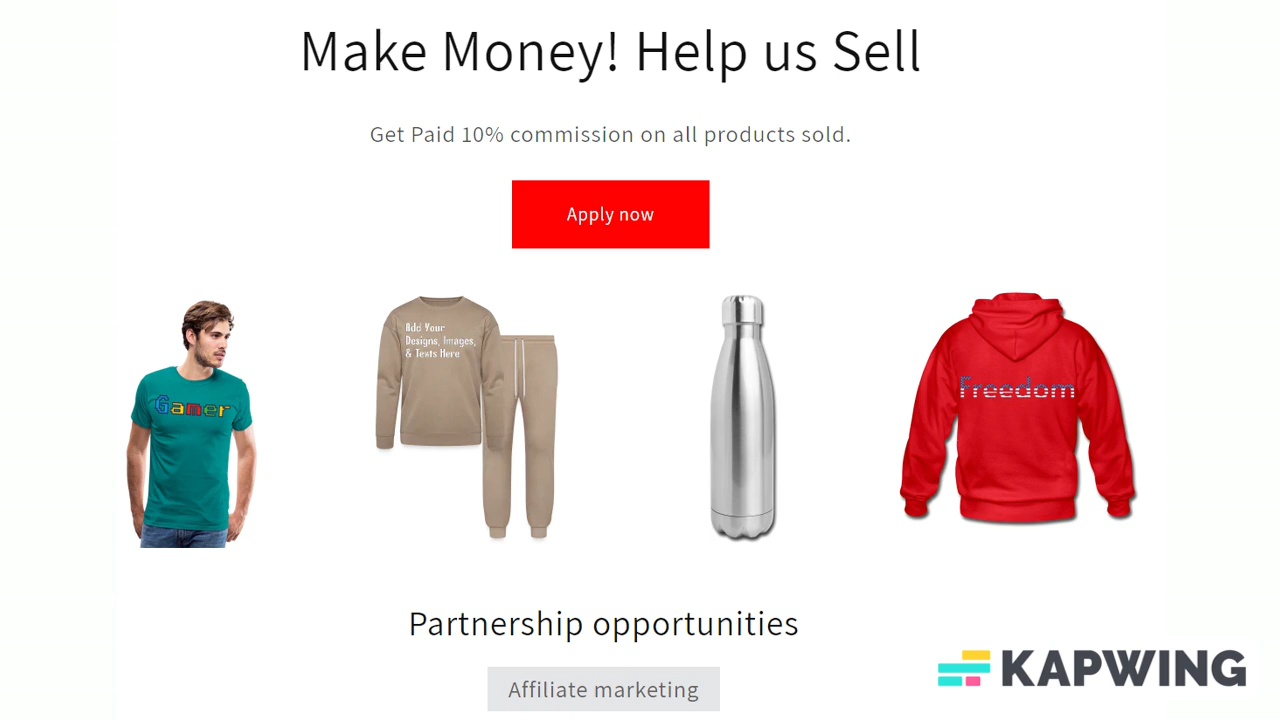 Make Money! Help us Sell
Get Paid 10% commission on all products sold.
Apply now
Gamer
Add Your
Designs, Images,
& Texts Here
Freedom
Partnership opportunities
Affiliate marketing
KAPWING